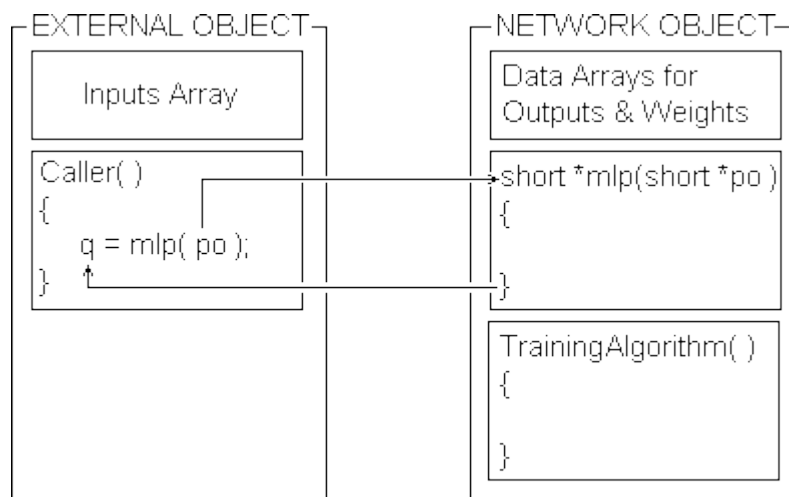 EXTERNAL OBJECT
Inputs Array
Caller( )
{
q = mlp( po );
}
NETWORK OBJECT
Data Arrays for
Outputs & Weights
short *mlp(short *po )
{
}
TrainingAlgorithm( )
{
}